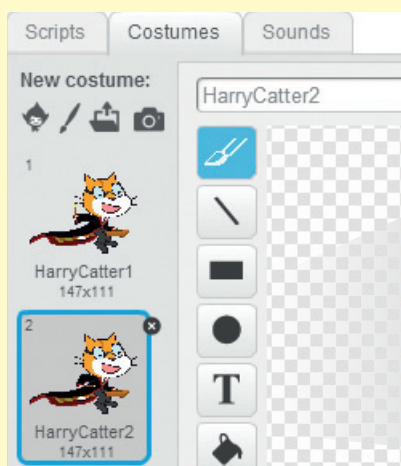 Scripts
Costumes
Sounds
New costume:
HarryCatter2
1
HarryCatter1
147x111
2
HarryCatter2
147x111
T